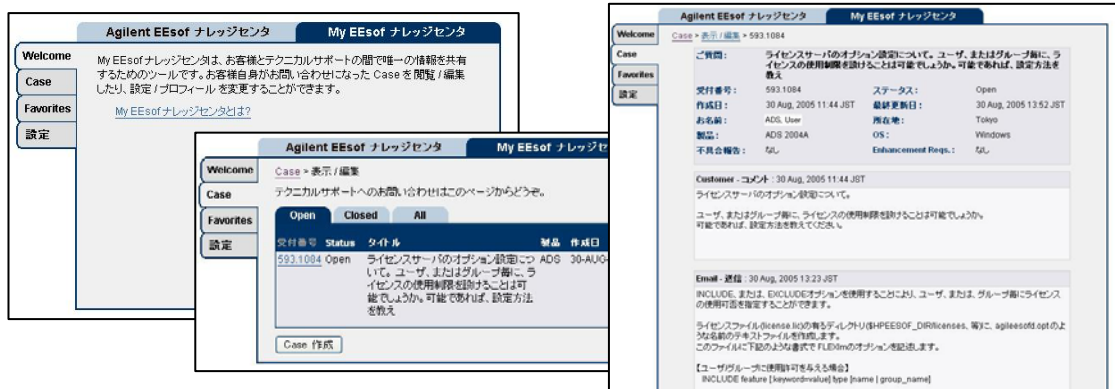 Agilent EEsof ナレッジセンタ
My EEsof ナレッジセンタ
Welcome
Case
Favorites
設定
My EEsof ナレッジセンタは、お客様とテクニカルサポートの間で唯一の情報を共有
するためのツールです。お客様自身がお問い合わせになった Case を閲覧 / 編集
したり、設定 / プロフィール を変更することができます。
My EEsof ナレッジセンタとは?
Agilent EEsof ナレッジセンタ
My EEsof ナレッジセ
Welcome
Case
Favorites
設定
Case > 表示 / 編集
テクニカルサポートへのお問い合わせはこのページからどうぞ。
Open Closed All
受付番号 Status タイトル 製品 作成日
593.1084 Open ライセンスサーバのオプション設定につ ADS 30-AUG-
いて。ユーザ、またはグループ毎に、ラ
イセンスの使用制限を設けることは可
能でしょうか。可能であれば、設定方法
を教え
Case 作成
Agilent EEsof ナレッジセンタ
My EEsof ナレッジセンタ
Welcome
Case
Favorites
設定
Case > 表示 / 編集 > 593.1084
ご質問: ライセンスサーバのオプション設定について。ユーザ、またはグループ毎に、ラ
イセンスの使用制限を設けることは可能でしょうか。可能であれば、設定方法を
教え
受付番号: 593.1084 ステータス: Open
作成日: 30 Aug, 2005 11:44 JST 最終更新日: 30 Aug, 2005 13:52 JST
お名前: ADS, User 所在地: Tokyo
製品: ADS 2004A OS: Windows
不具合報告: なし Enhancement Reqs.: なし
Customer - コメント : 30 Aug, 2005 11:44 JST
ライセンスサーバのオプション設定について。
ユーザ、またはグループ毎に、ライセンスの使用制限を設けることは可能でしょうか。
可能であれば、設定方法を教えてください。
Email - 送信 : 30 Aug, 2005 13:23 JST
INCLUDE、または、EXCLUDEオプションを使用することにより、ユーザ、または、グループ毎にライセンス
の使用可否を指定することができます。
ライセンスファイル(license.lic)の有るディレクトリ($HPEESOF_DIR/licenses, 等)に、agileesofd.opt のよ
うな名前のテキストファイルを作成します。
このファイルに下記のような書式で FLEXlmのオプションを記述します。
【ユーザ/グループに使用許可を与える場合】
INCLUDE feature [:keyword=value] type {name | group_name}